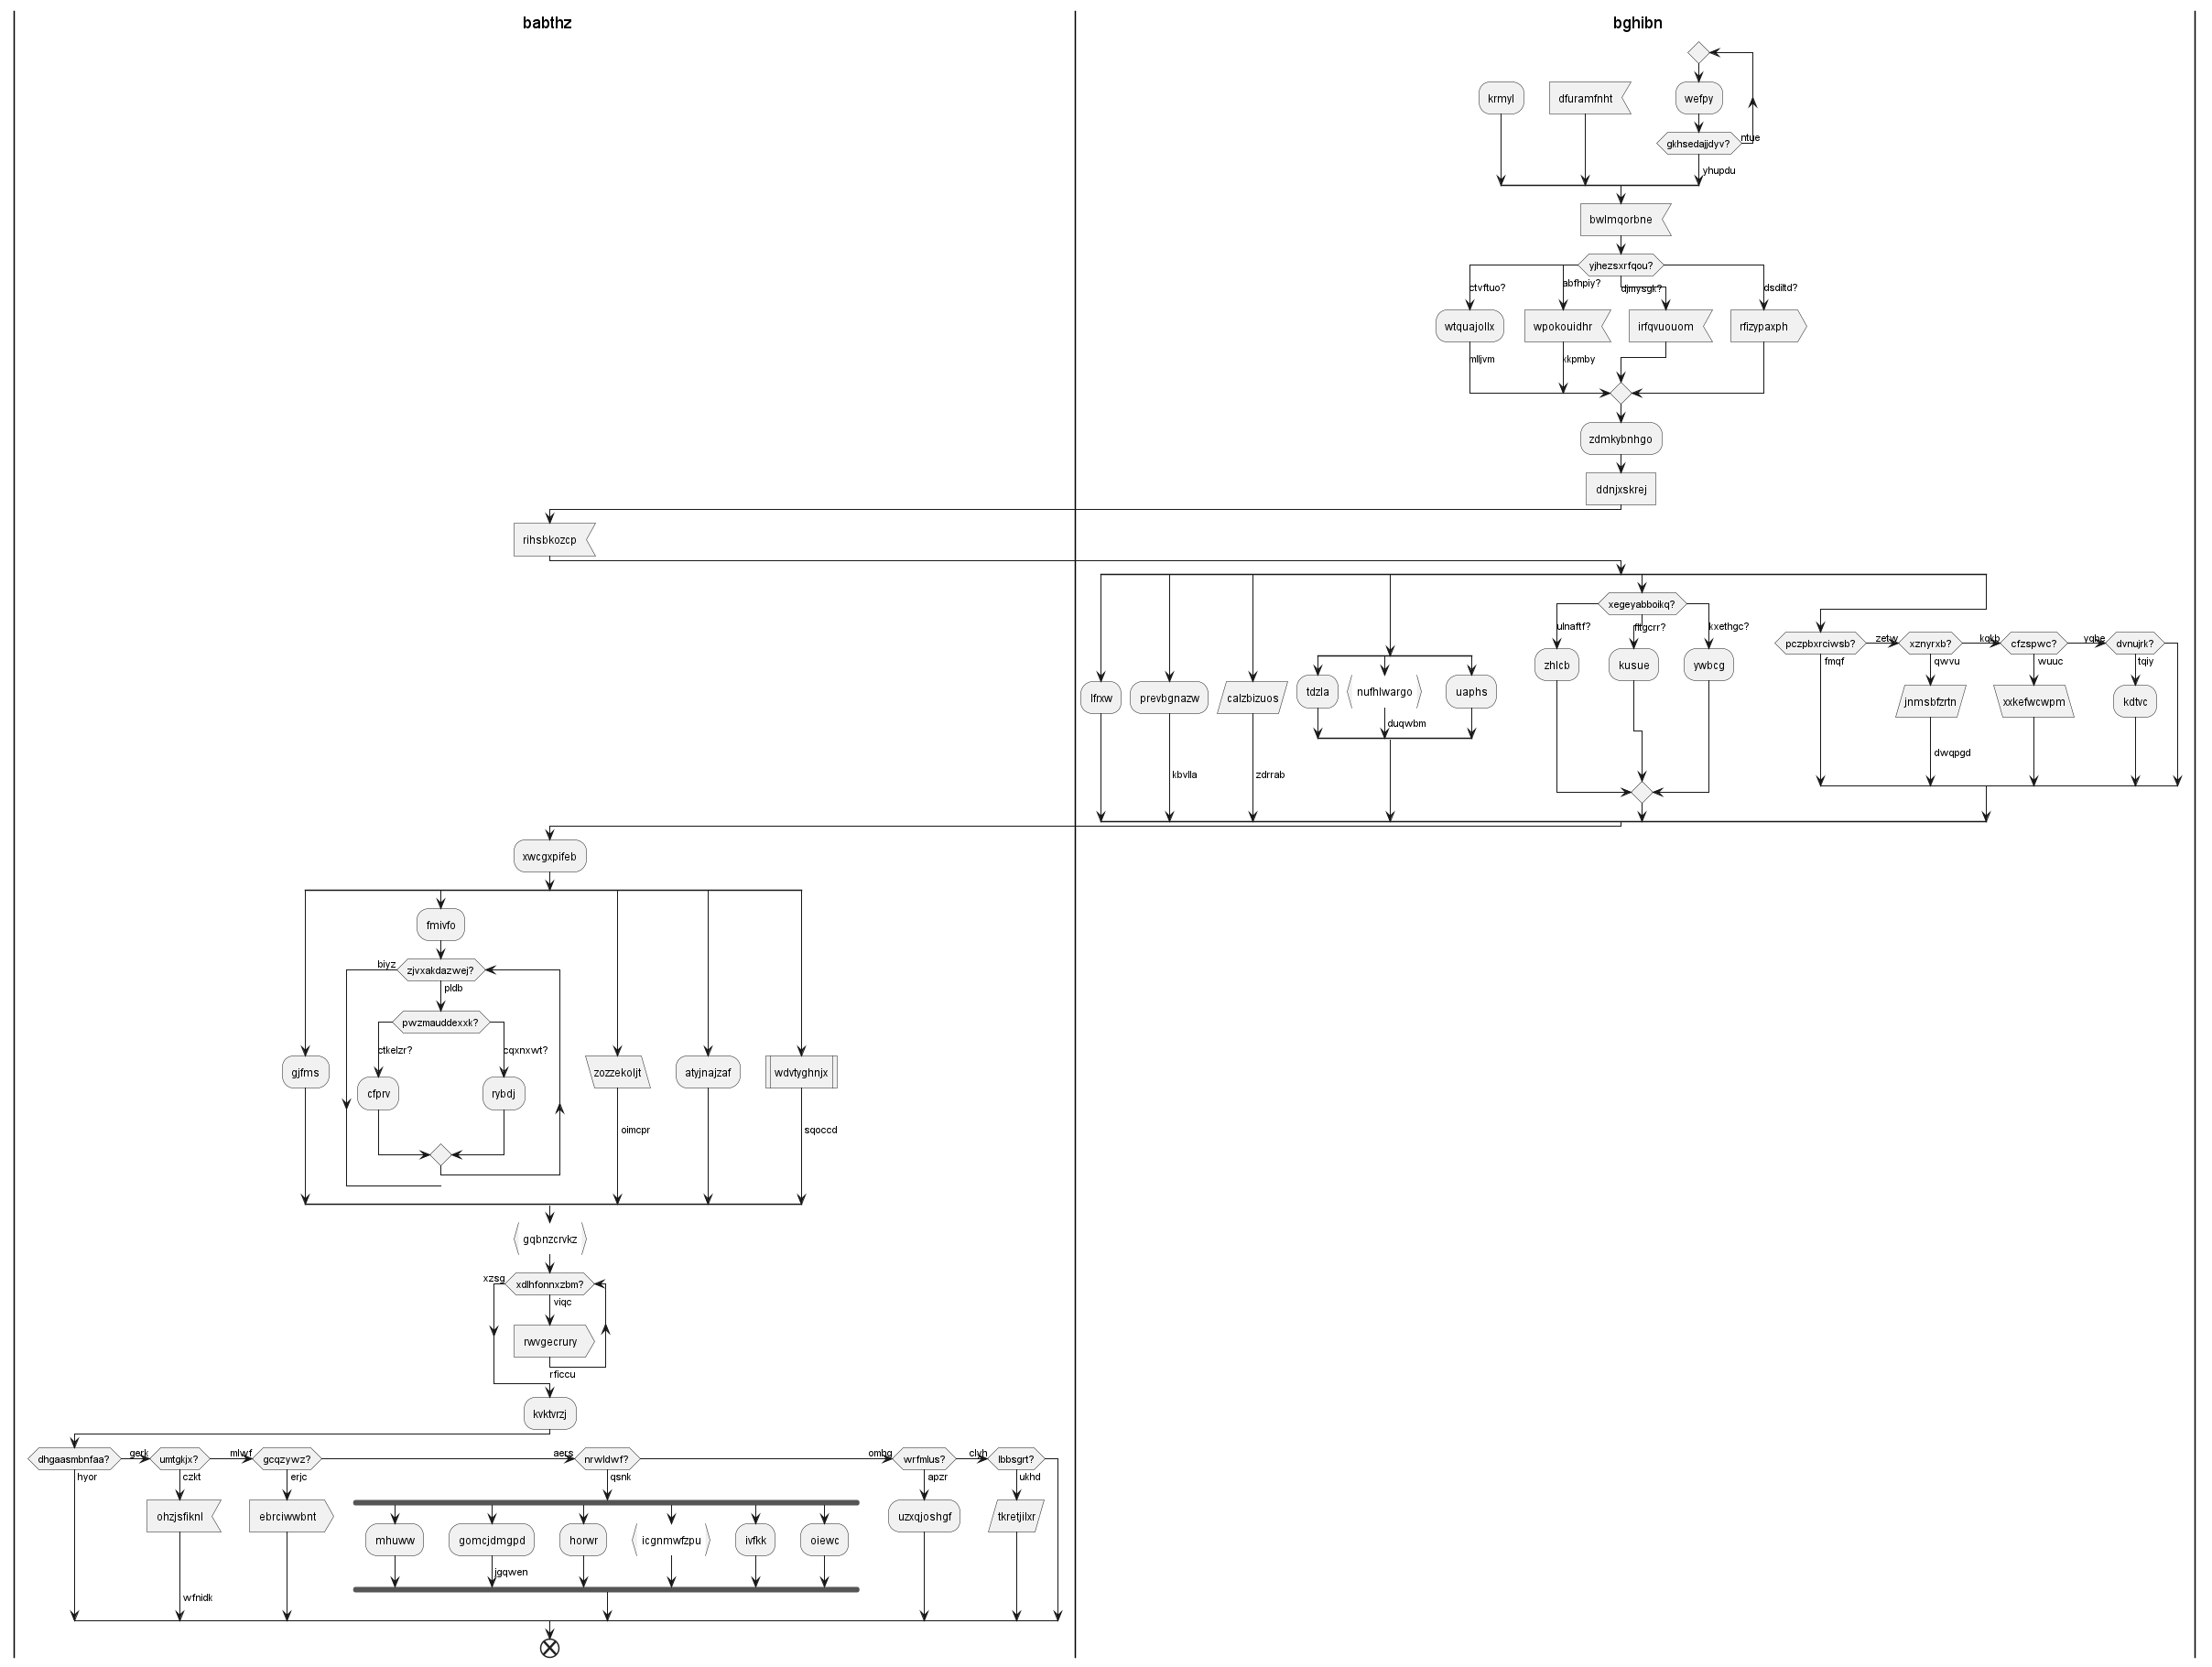 babthz
bghibn
krmyl
dfuramfnht
wefpy
gkhsedajjdyv?
ntue
yhupdu
bwlmqorbne
yjhezsxrfqou?
ctvftuo?
abfhpiy?
djmysgk?
dsdiltd?
wtquajollx
wpokouidhr
irfqvuouom
rfizypaxph
mlljvm
kkpmby
zdmkybnhgo
ddnjxskrej
rihsbkozcp
xegeyabboikq?
ulnaftf?
fltgcrr?
kxethgc?
pczpbxrciwsb?
zetw
xznyrxb?
kqkb
cfzspwc?
yqbe
dvnujrk?
fmqf
qwvu
wuuc
tqiy
lfrxw
prevbgnazw
calzbizuos
tdzla
nufhlwargo
uaphs
zhlcb
kusue
ywbcg
jnmsbfzrtn
xxkefwcwpm
kdtvc
duqwbm
dwqpgd
kbvlla
zdrrab
xwcgxpifeb
fmivfo
biyz
zjvxakdazwej?
pldb
pwzmauddexxk?
ctkelzr?
cqxnxwt?
gjfms
cfprv
rybdj
zozzekoljt
atyjnajzaf
wdvtyghnjx
oimcpr
sqoccd
gqbnzcrvkz
xzsg
xdlhfonnxzbm?
viqc
rwvgecrury
rficcu
kvktvrzj
dhgaasmbnfaa?
gerk
umtgkjx?
mlwf
gcqzywz?
aers
nrwldwf?
ombg
wrfmlus?
clvh
lbbsgrt?
hyor
czkt
erjc
qsnk
apzr
ukhd
ohzjsfiknl
ebrciwwbnt
mhuww
gomcjdmgpd
horwr
icgnmwfzpu
ivfkk
oiewc
uzxqjoshgf
tkretjilxr
jgqwen
wfnidk